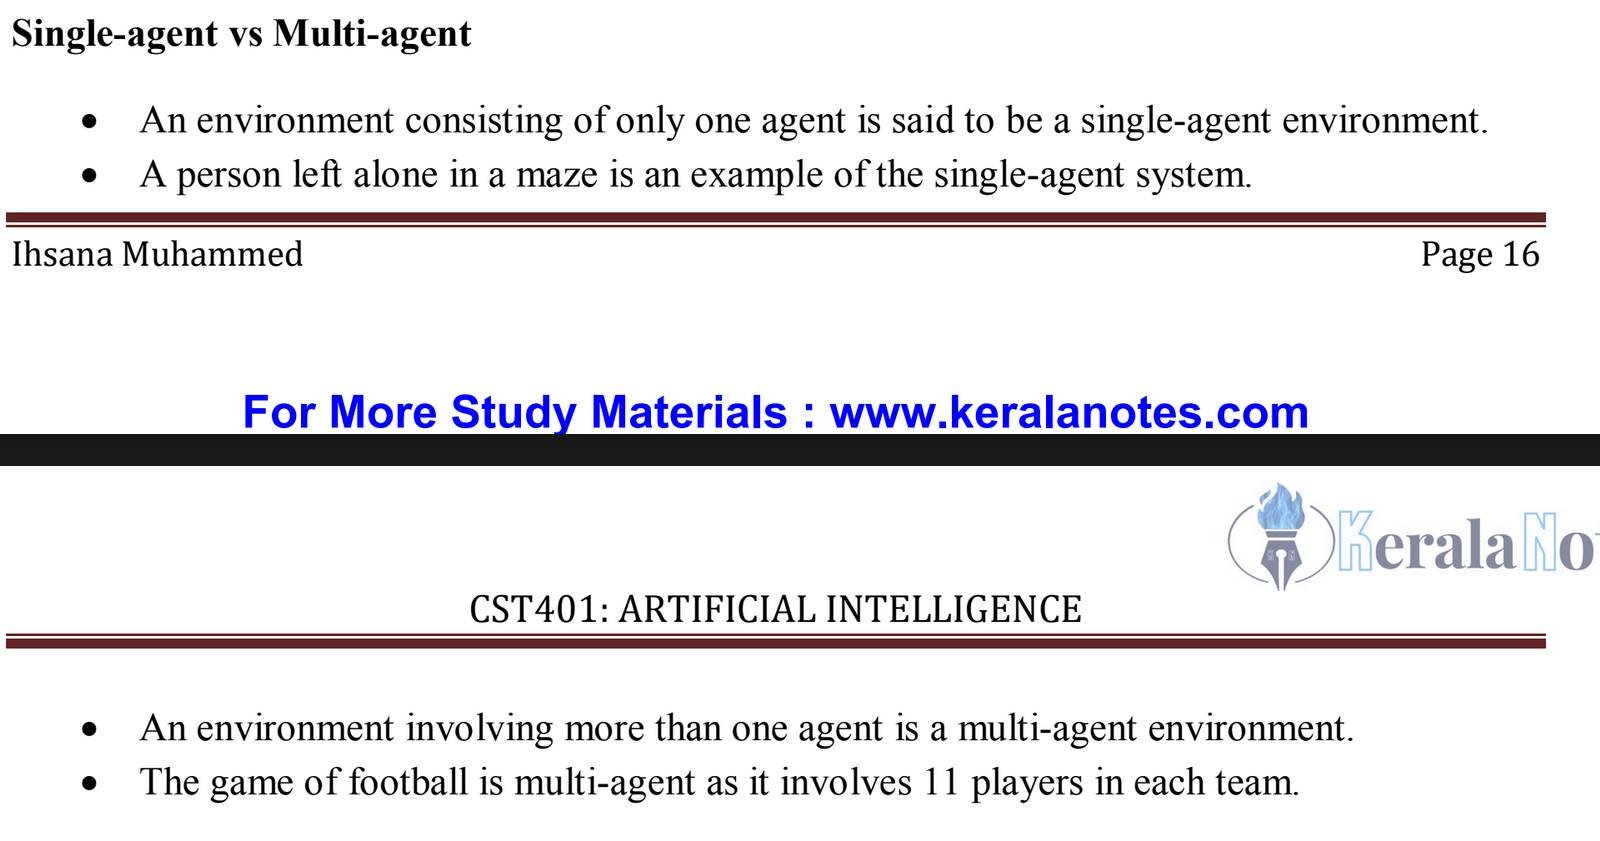 Single-agent vs Multi-agent
• An environment consisting of only one agent is said to be a single-agent environment.
• A person left alone in a maze is an example of the single-agent system.
Ihsana Muhammed Page 16
For More Study Materials : www.keralanotes.com
KeralaNo
CST401: ARTIFICIAL INTELLIGENCE
• An environment involving more than one agent is a multi-agent environment.
• The game of football is multi-agent as it involves 11 players in each team.